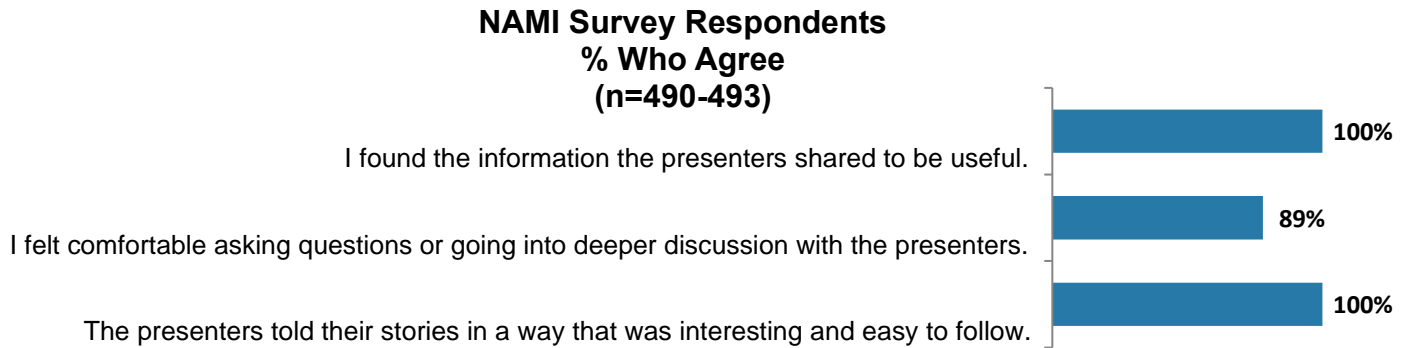 NAMI Survey Respondents
% Who Agree
(n=490-493)
I found the information the presenters shared to be useful.
100%
I felt comfortable asking questions or going into deeper discussion with the presenters.
89%
The presenters told their stories in a way that was interesting and easy to follow.
100%